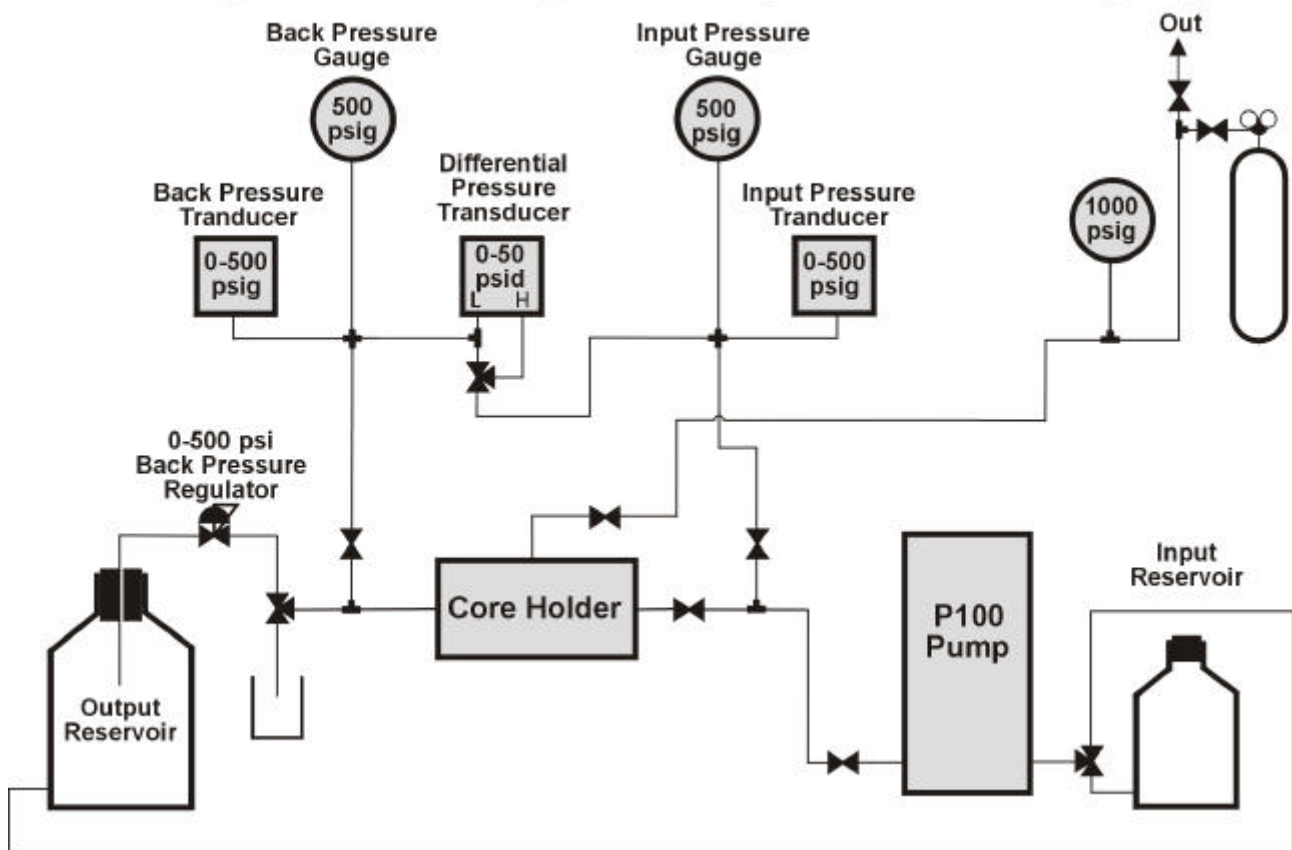 Back Pressure
Gauge
Input Pressure
Gauge
Out
500
psig
500
psig
Differential
Pressure
Transducer
Back Pressure
Tranducer
Input Pressure
Tranducer
1000
psig
0-500
psig
0-50
psid
L H
0-500
psig
0-500 psi
Back Pressure
Regulator
Core Holder
P100
Pump
Input
Reservoir
Output
Reservoir